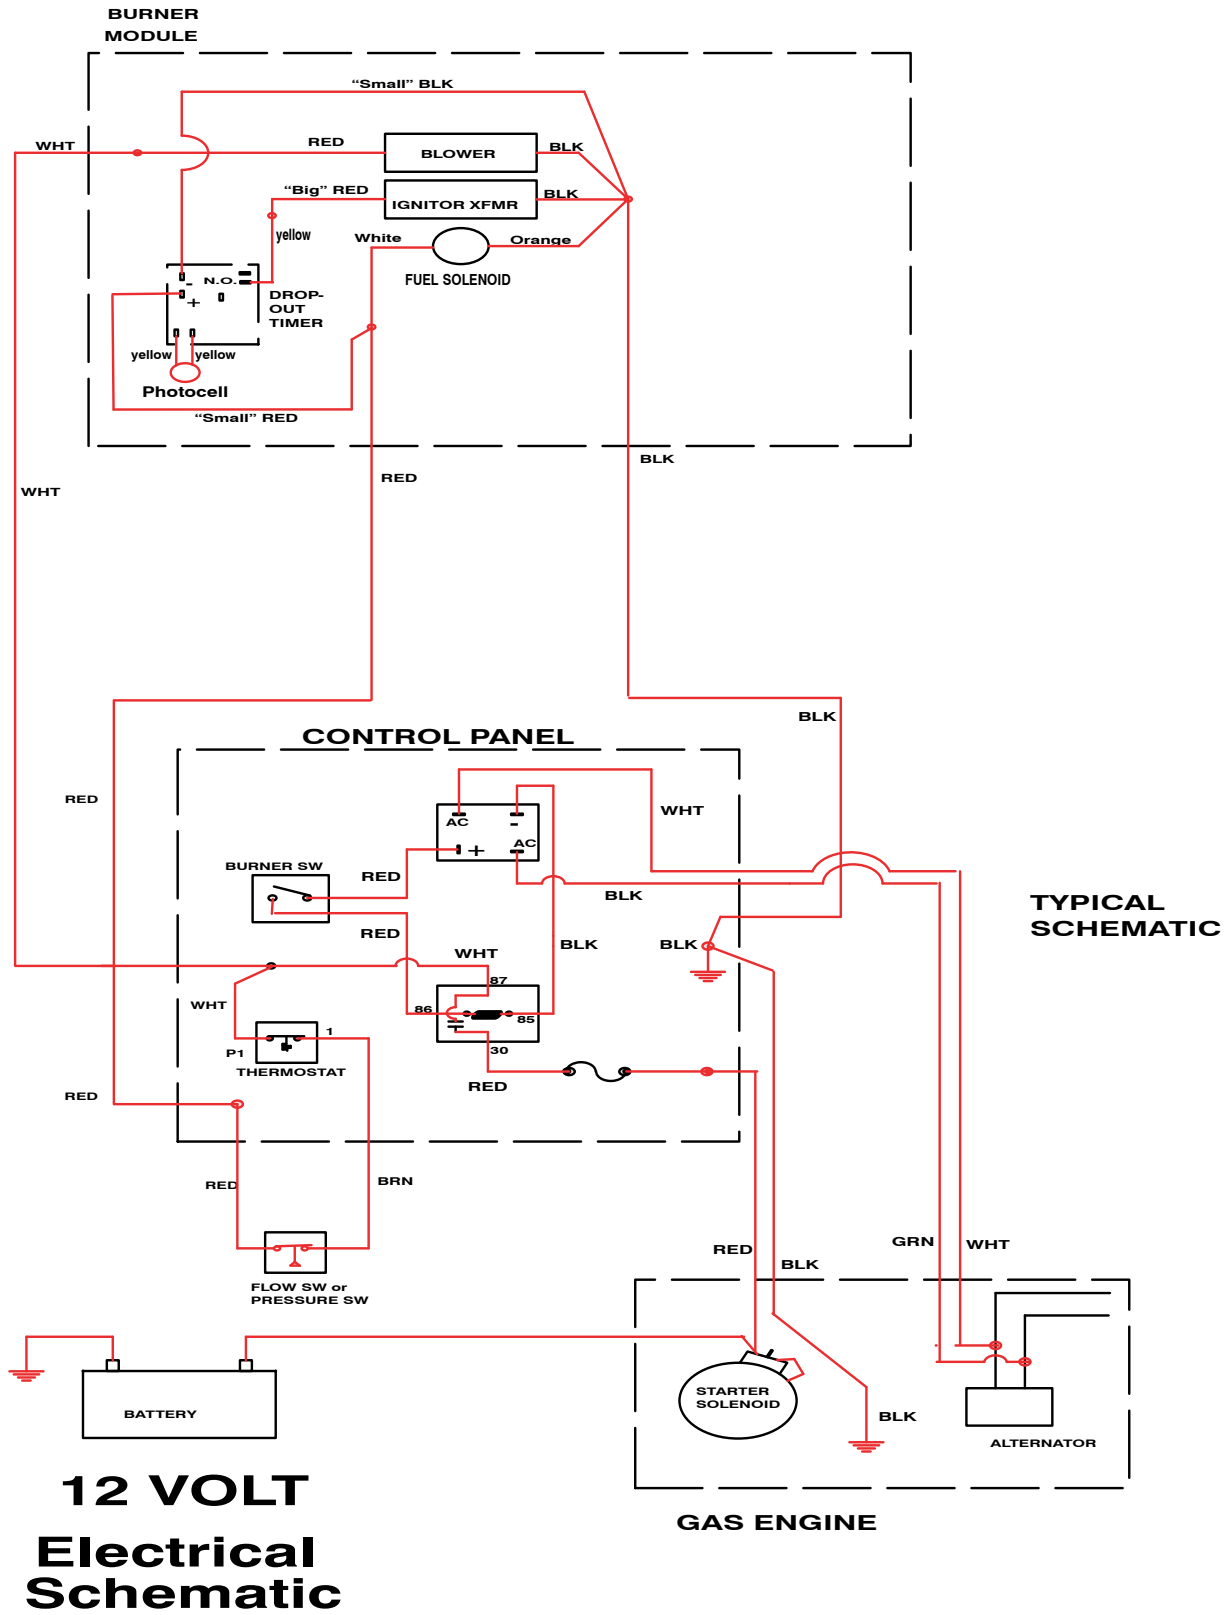 BURNER
MODULE
“Small” BLK
WHT
RED
BLOWER
BLK
“Big” RED
IGNITOR XFMR
BLK
yellow
White
Orange
FUEL SOLENOID
N.O.
-
+
DROP-
OUT
TIMER
yellow
yellow
Photocell
“Small” RED
BLK
RED
WHT
BLK
CONTROL PANEL
RED
WHT
AC
-
AC
+
BURNER SW
RED
BLK
TYPICAL
SCHEMATIC
RED
BLK
BLK
WHT
87
WHT
86
85
1
P1
30
THERMOSTAT
RED
RED
RED
BRN
GRN
WHT
RED
BLK
FLOW SW or
PRESSURE SW
STARTER
SOLENOID
BATTERY
BLK
ALTERNATOR
12 VOLT
GAS ENGINE
Electrical
Schematic